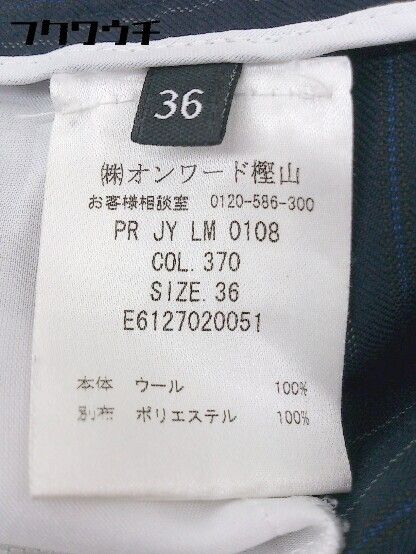 フクウウチ
36
㈱オンワード樫山
お客様相談室 0120-586-300
PR JY LM 0108
COL. 370
SIZE. 36
E6127020051
本体 ウール 100%
別布 ポリエステル 100%